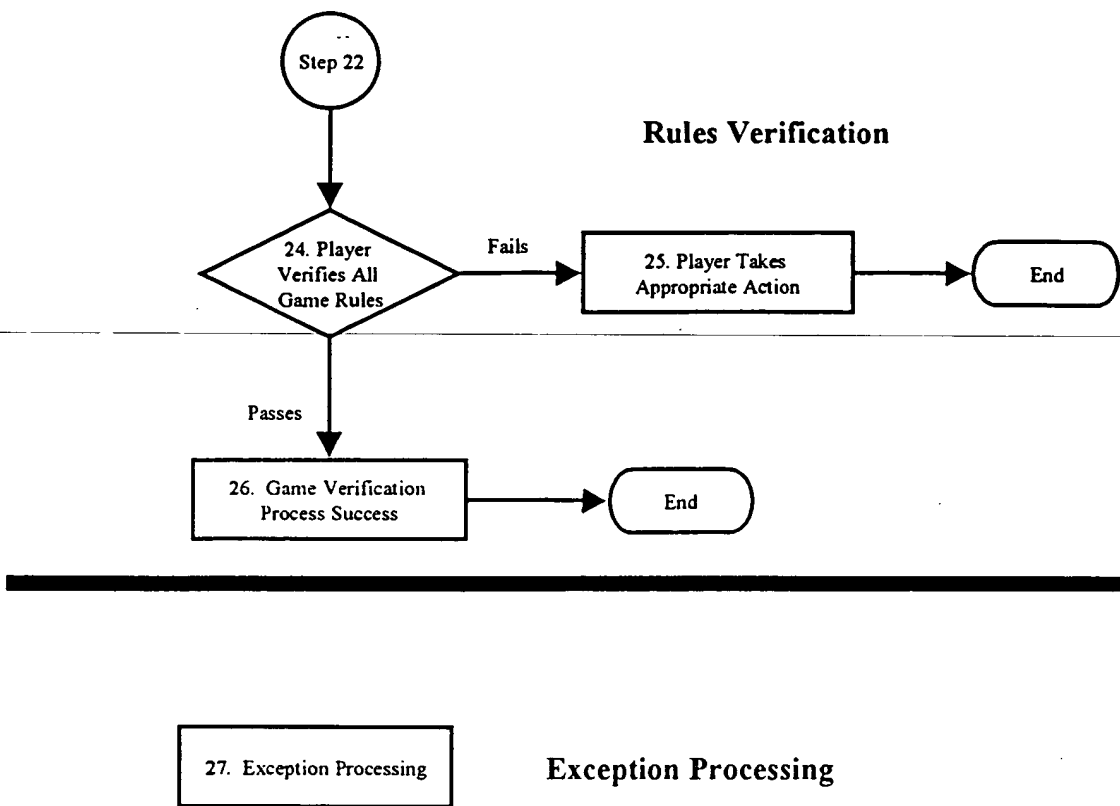 Step 22
Rules Verification
24. Player
Verifies All
Game Rules
Fails
25. Player Takes
Appropriate Action
End
Passes
26. Game Verification
Process Success
End
27. Exception Processing
Exception Processing